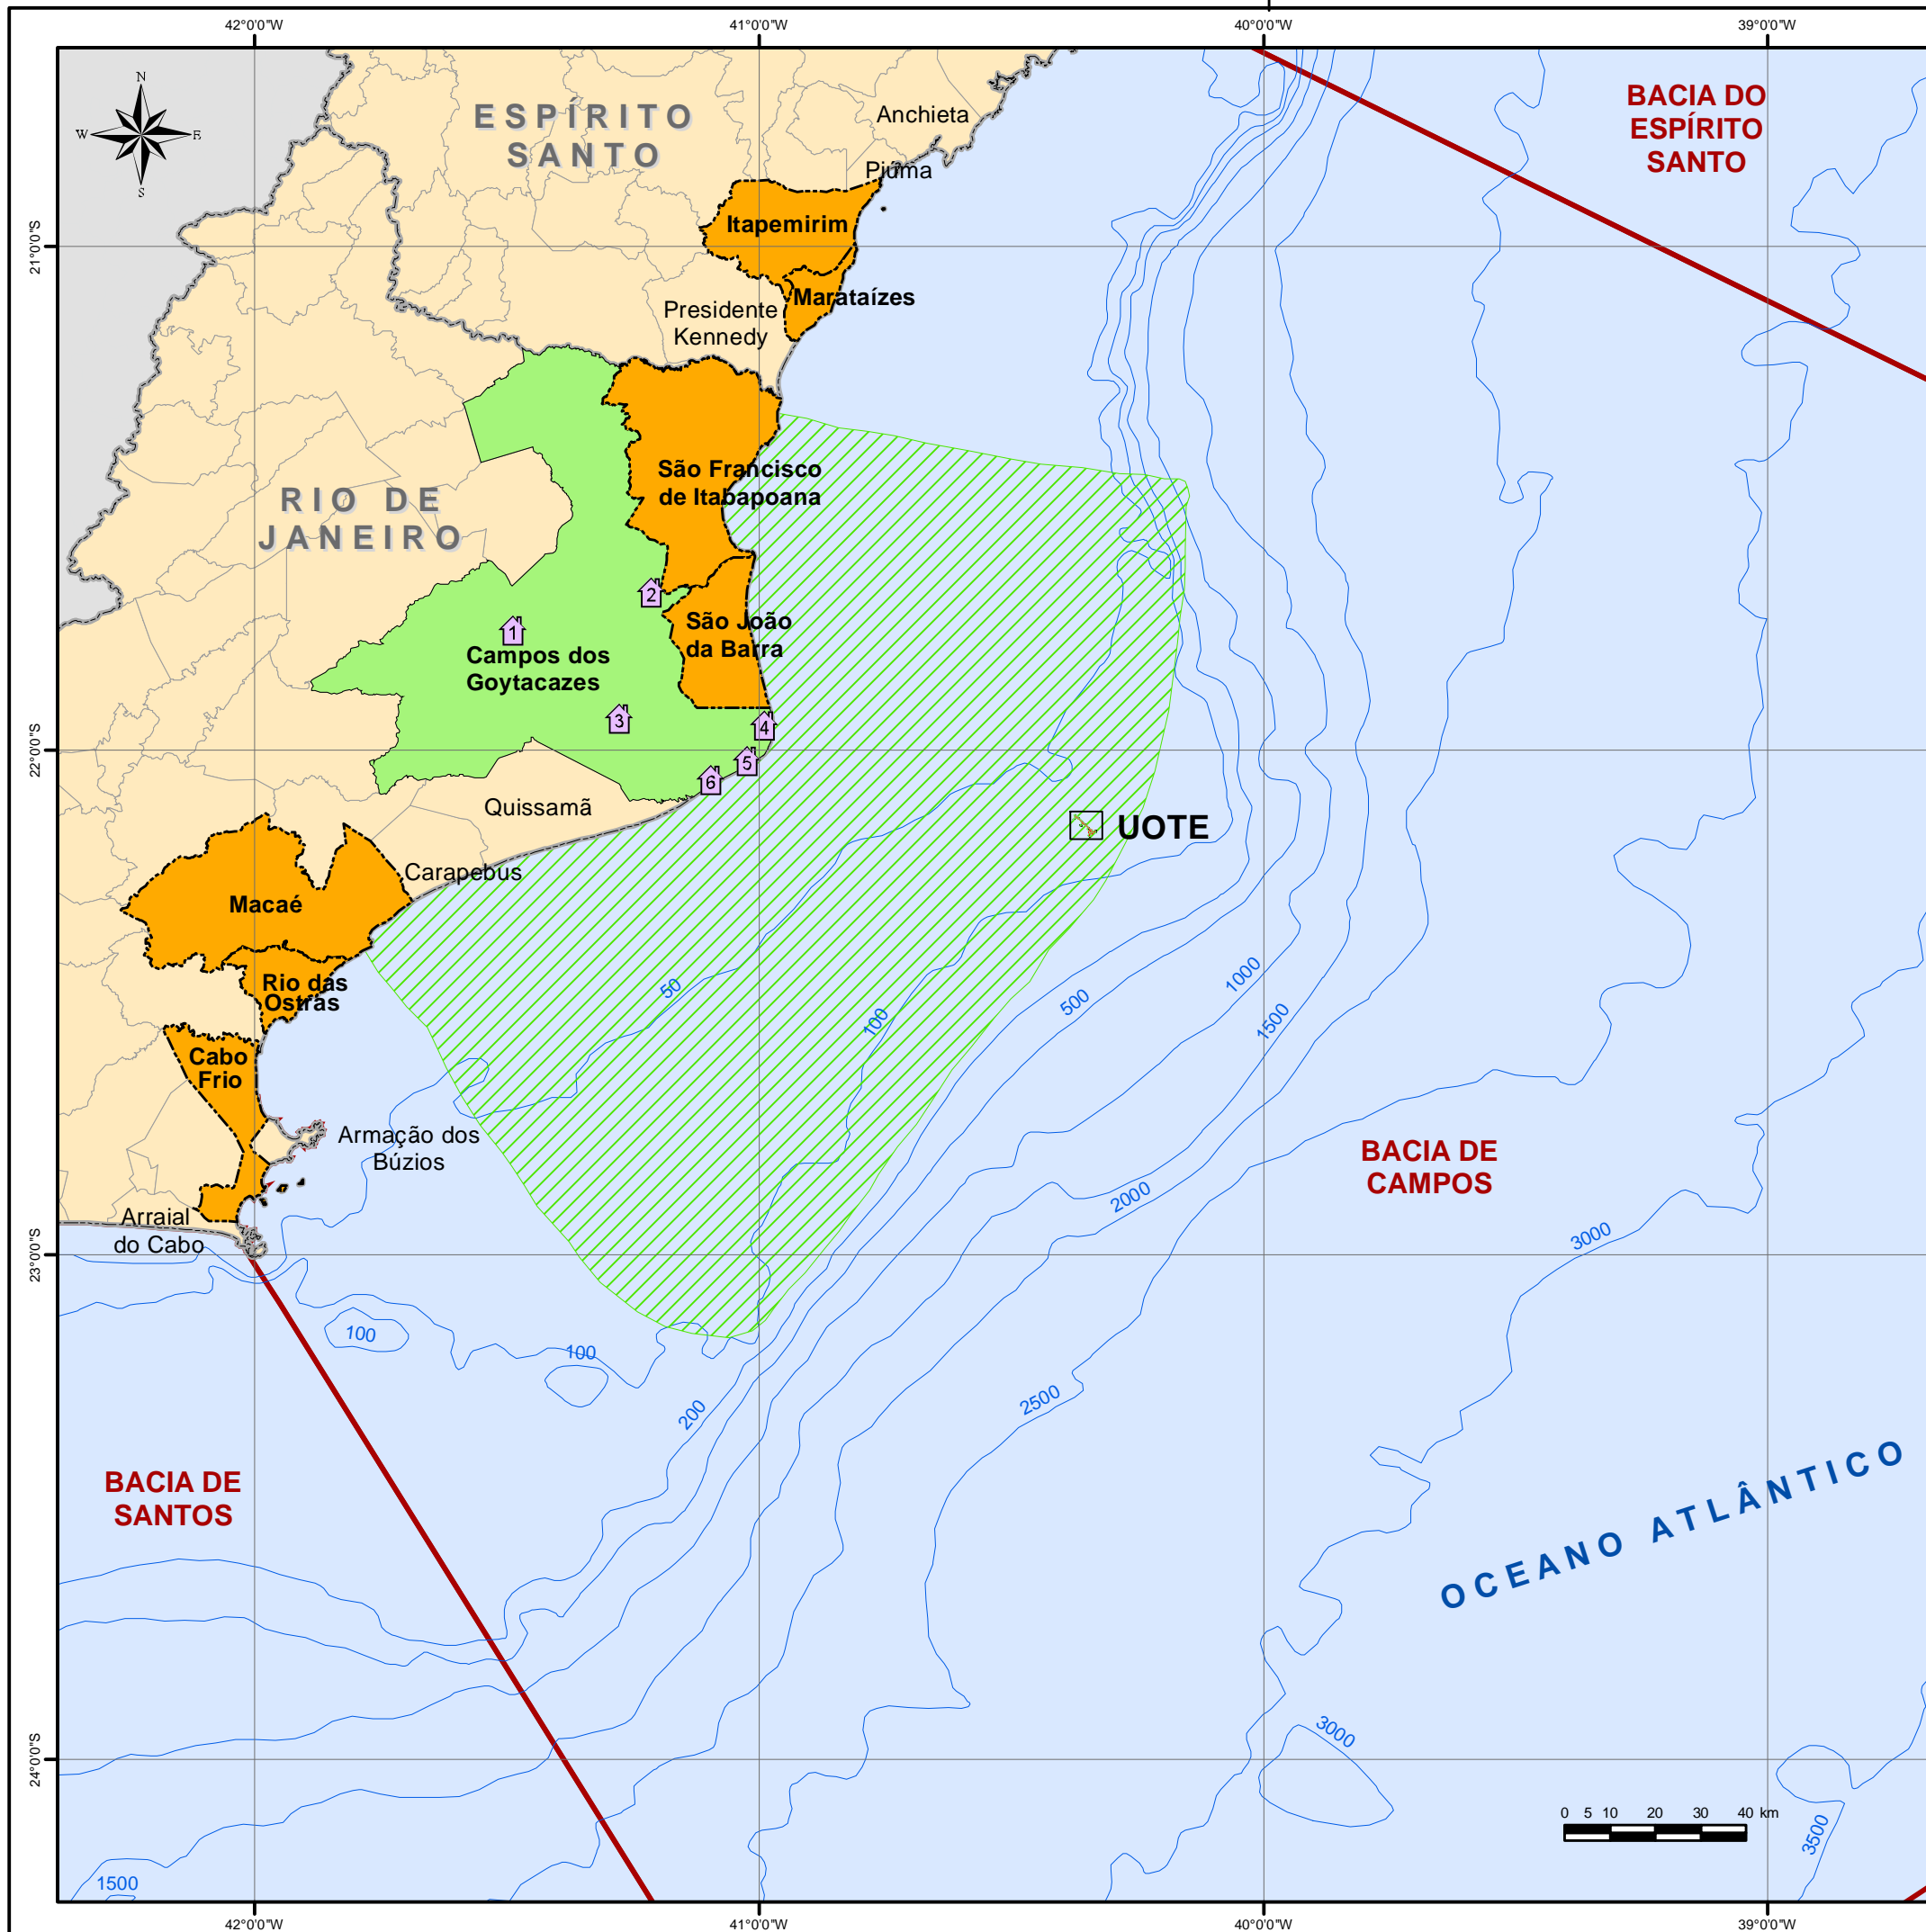 42°0'0"W
41°0'0"W
40°0'0"W
39°0'0"W
N
W
E
S
ESPÍRITO
SANTO
Anchieta
Piúma
BACIA DO
ESPÍRITO
SANTO
Itapemirim
21°0'0"S
21°0'0"S
Marataízes
Presidente
Kennedy
São Francisco
de Itabapoana
RIO DE
JANEIRO
2
1
São João
da Barra
Campos dos
Goytacazes
3
4
22°0'0"S
5
6
Quissamã
UOTE
Carapebus
Macaé
Rio das
Ostras
50
100
500
1000
1500
Cabo
Frio
Armação dos
Búzios
BACIA DE
CAMPOS
2000
Arraial
do Cabo
3000
23°0'0"S
100
100
200
2500
BACIA DE
SANTOS
OCEANO ATLÂNTICO
3000
24°0'0"S
0 5 10 20 30 40 km
3500
1500
42°0'0"W
41°0'0"W
40°0'0"W
39°0'0"W